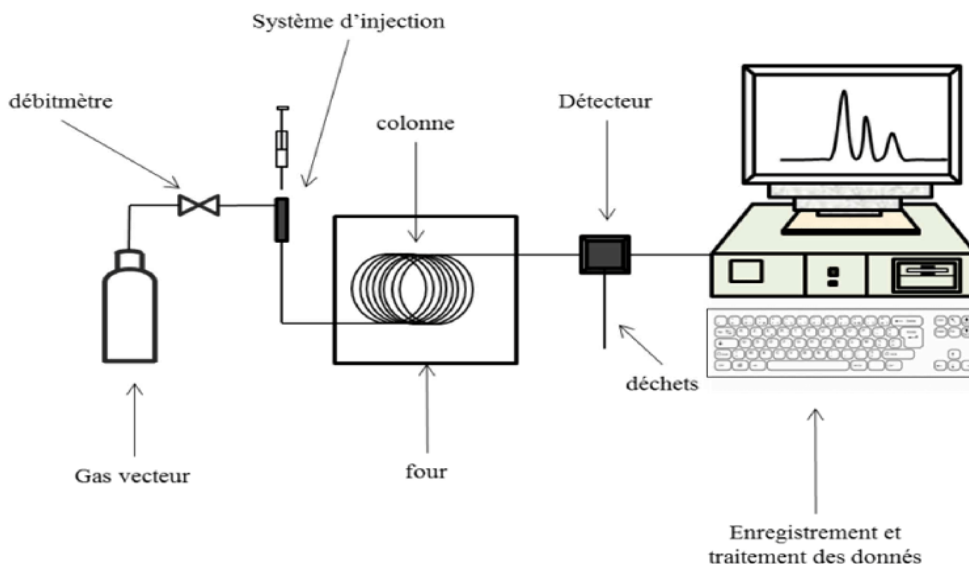 Système d'injection
débitmètre
colonne
Détecteur
déchets
Gas vecteur
four
Enregistrement et
traitement des donnés